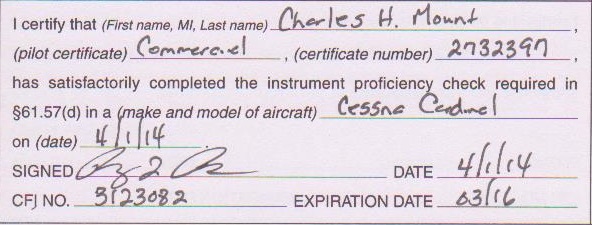 I certify that (First name, MI, Last name) Charles H. Mount,
(pilot certificate) Commercial, (certificate number) 2732397,
has satisfactorily completed the instrument proficiency check required in
§61.57(d) in a (make and model of aircraft) Cessna Cardinal
on (date) 4/1/14.
SIGNED DATE 4/1/14
CFJ NO. 3123082 EXPIRATION DATE 03/16